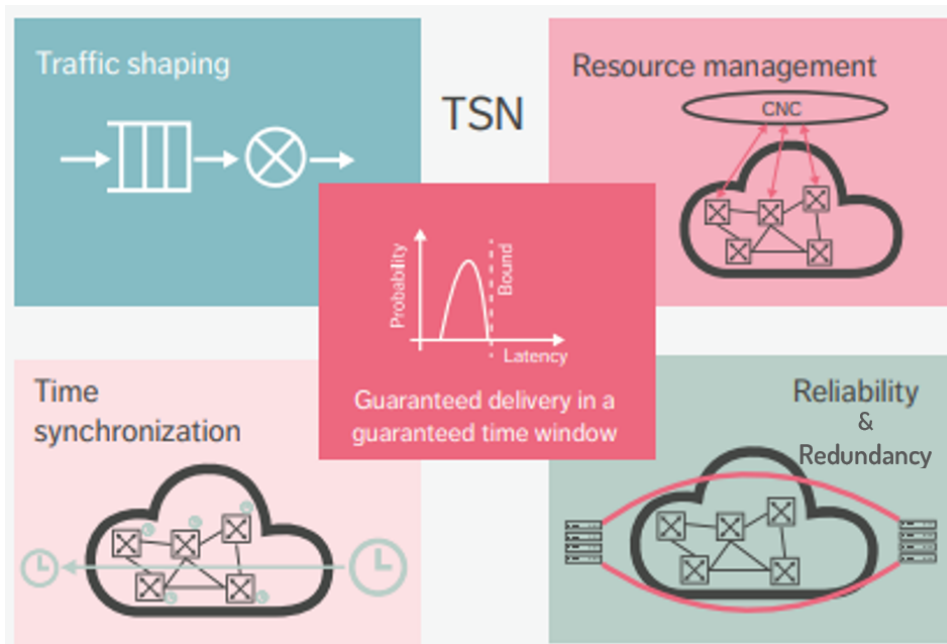 Traffic shaping
TSN
Resource management
CNC
Probability
Bound
Latency
Guaranteed delivery in a
guaranteed time window
Time
synchronization
Reliability
&
Redundancy